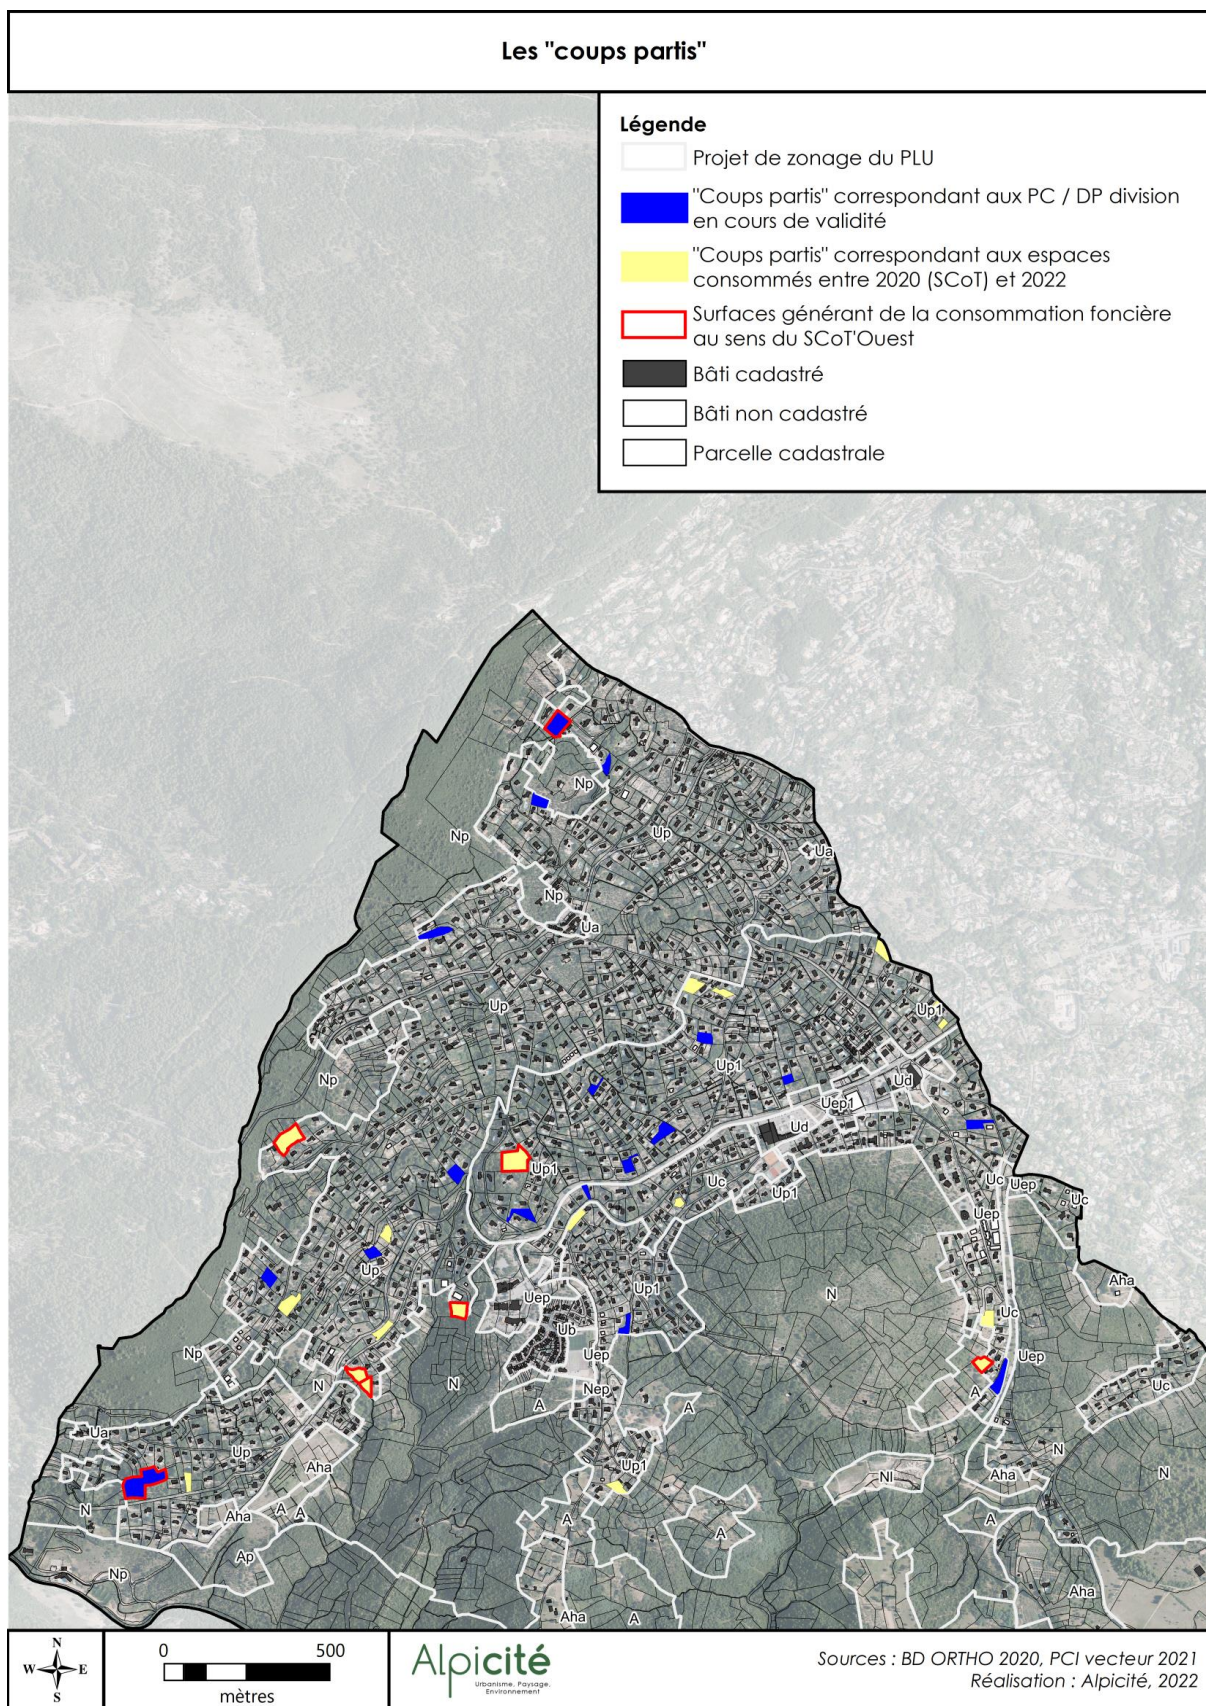 Les "coups partis"
Légende
Projet de zonage du PLU
"Coups partis" correspondant aux PC / DP division
en cours de validité
"Coups partis" correspondant aux espaces
consommés entre 2020 (SCoT) et 2022
Surfaces générant de la consommation foncière
au sens du SCoT'Ouest
Bâti cadastré
Bâti non cadastré
Parcelle cadastrale
Np
Np
Up
Ua
Np
Ua
Up
Up1
Np
Up1
Ud
Uep1
Ud
Up1
Uc
Up1
Uc
Uep
Uc
Uep
Up
Aha
Uep
Up1
N
Uc
Ub
Uep
Uep
Np
N
N
Nep
A
Uc
A
A
Ua
Up
Up1
N
Aha
Nl
Aha
N
N
A
A
Aha
A
A
A
Ap
Np
Aha
Aha
A
N
W
E
S
0
500
mètres
Alpicité
Urbanisme, Paysage,
Environnement
Sources : BD ORTHO 2020, PCI vecteur 2021
Réalisation : Alpicité, 2022